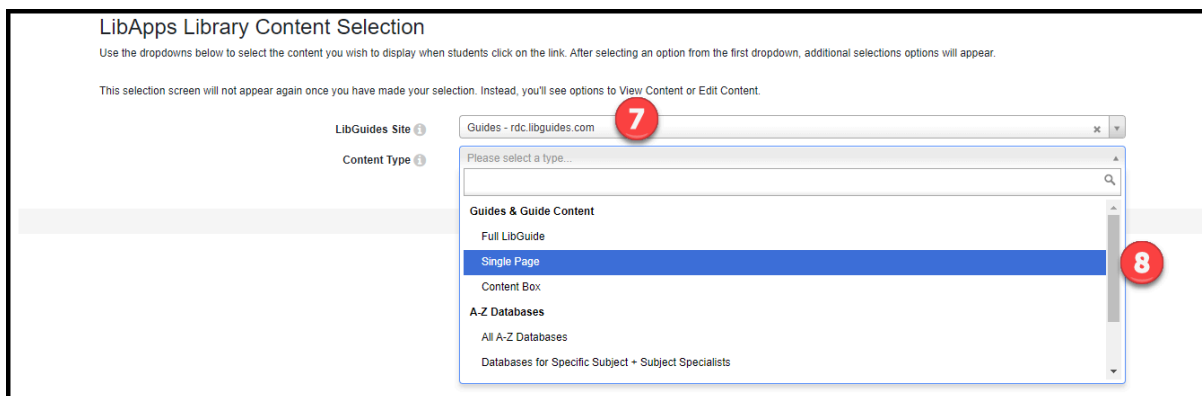 LibApps Library Content Selection
Use the dropdowns below to select the content you wish to display when students click on the link. After selecting an option from the first dropdown, additional selections options will appear.
This selection screen will not appear again once you have made your selection. Instead, you'll see options to View Content or Edit Content.
LibGuides Site Guides - rdc.libguides.com 7
Content Type Please select a type...
Guides & Guide Content
Full LibGuide
Single Page 8
Content Box
A-Z Databases
All A-Z Databases
Databases for Specific Subject + Subject Specialists